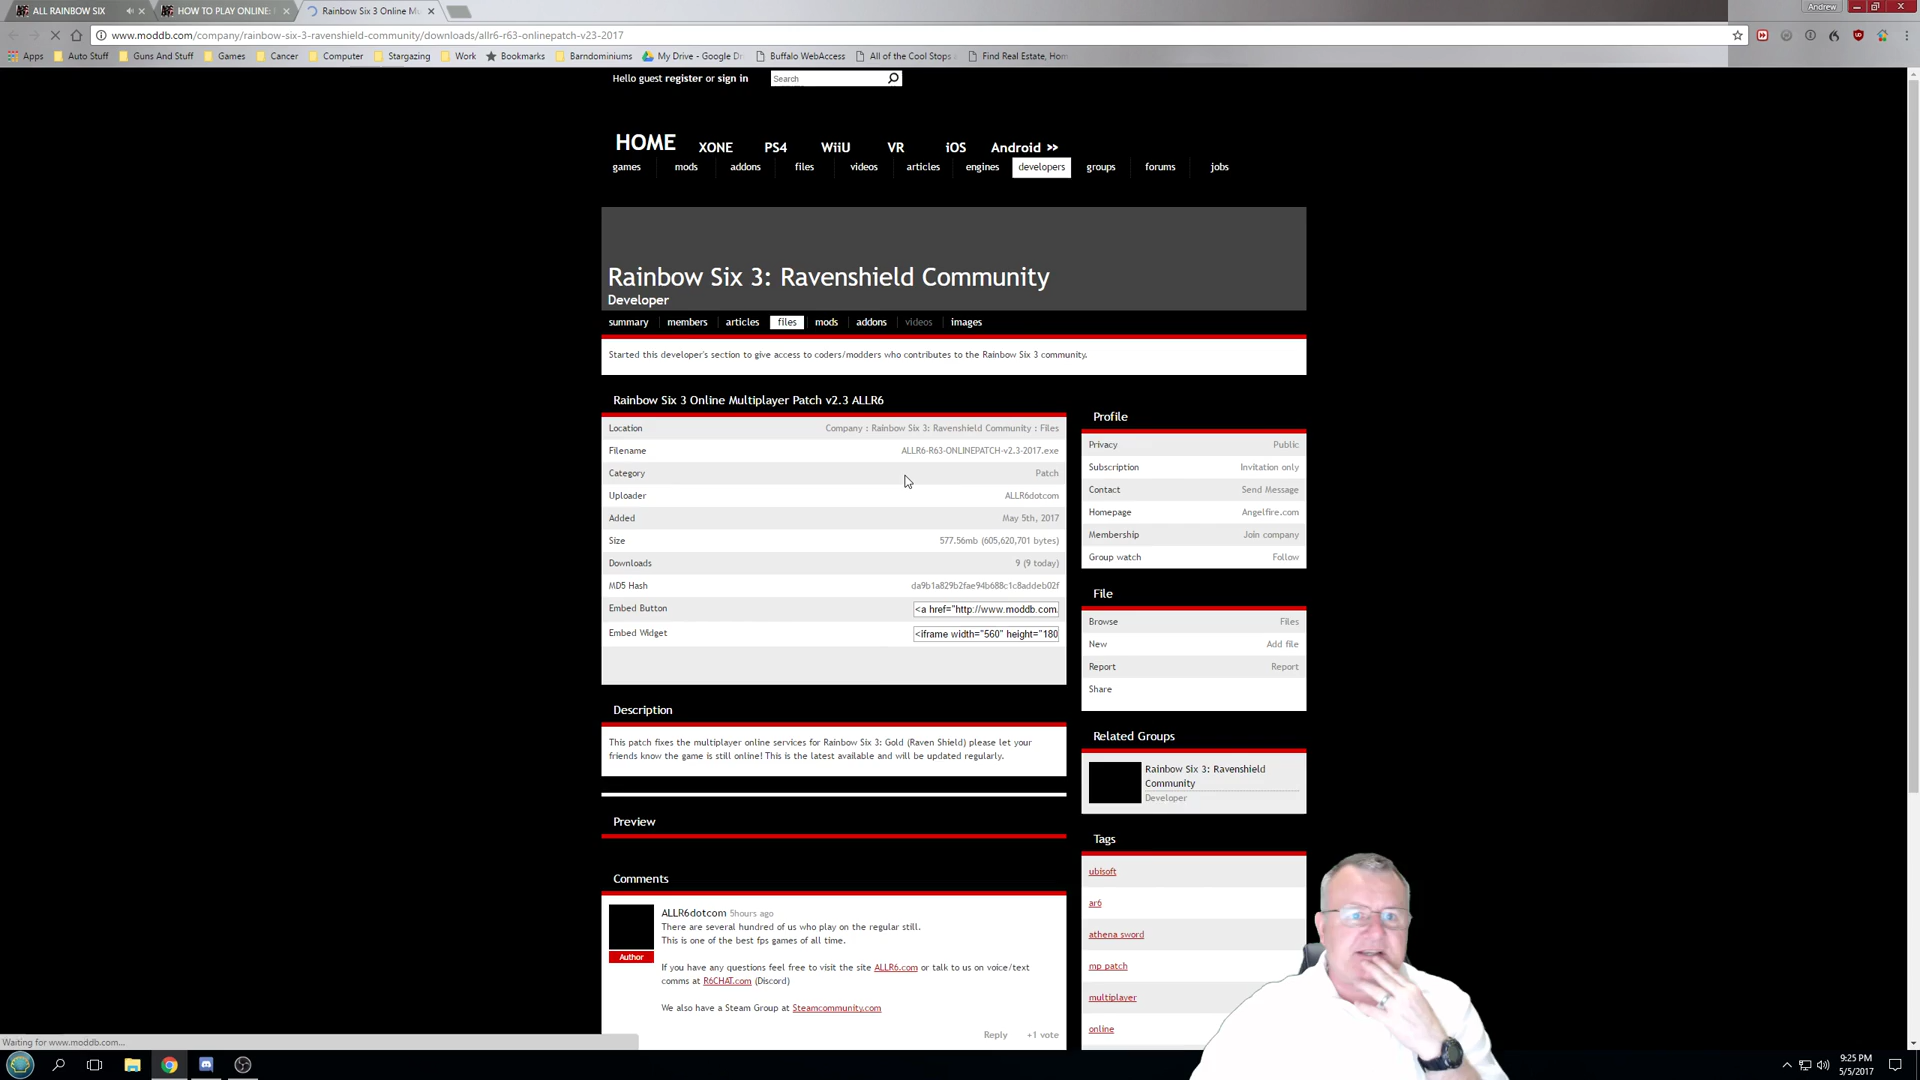 ALL RAINBOW SIX
HOW TO PLAY ONLINE:
Rainbow Six 3 Online Mu
Andrew
www.moddb.com/company/rainbow-six-3-ravenshield-community/downloads/allr6-r63-onlinepatch-v23-2017
Apps Auto Stuff Guns And Stuff Games Cancer Computer Stargazing Work Bookmarks Barndominiums My Drive - Google Dr Buffalo WebAccess All of the Cool Stops Find Real Estate, Hom
Hello guest register or sign in
Search
HOME XONE PS4 WiiU VR iOS Android »
games mods addons files videos articles engines developers groups forums jobs
Rainbow Six 3: Ravenshield Community
Developer
summary members articles files mods addons videos images
Started this developer's section to give access to coders/modders who contributes to the Rainbow Six 3 community.
Rainbow Six 3 Online Multiplayer Patch v2.3 ALLR6
Location Company : Rainbow Six 3: Ravenshield Community : Files
Filename ALLR6-R63-ONLINEPATCH-v2.3-2017.exe
Category Patch
Uploader ALLR6dotcom
Added May 5th, 2017
Size 577.56mb (605,620,701 bytes)
Downloads 9 (9 today)
MD5 Hash da9b1a829b2fae94b688c1c8addeb02f
Embed Button <a href="http://www.moddb.com.
Embed Widget <iframe width="560" height="180
Description
This patch fixes the multiplayer online services for Rainbow Six 3: Gold (Raven Shield) please let your
friends know the game is still online! This is the latest available and will be updated regularly.
Preview
Comments
ALLR6dotcom 5hours ago
There are several hundred of us who play on the regular still.
This is one of the best fps games of all time.
Author
If you have any questions feel free to visit the site ALLR6.com or talk to us on voice/text
comms at R6CHAT.com (Discord)
We also have a Steam Group at Steamcommunity.com
Reply +1 vote
Profile
Privacy Public
Subscription Invitation only
Contact Send Message
Homepage Angelfire.com
Membership Join company
Group watch Follow
File
Browse Files
New Add file
Report Report
Share
Related Groups
Rainbow Six 3: Ravenshield
Community
Developer
Tags
ubisoft
ar6
athena sword
mp patch
multiplayer
online
Waiting for www.moddb.com...
9:25 PM
5/5/2017